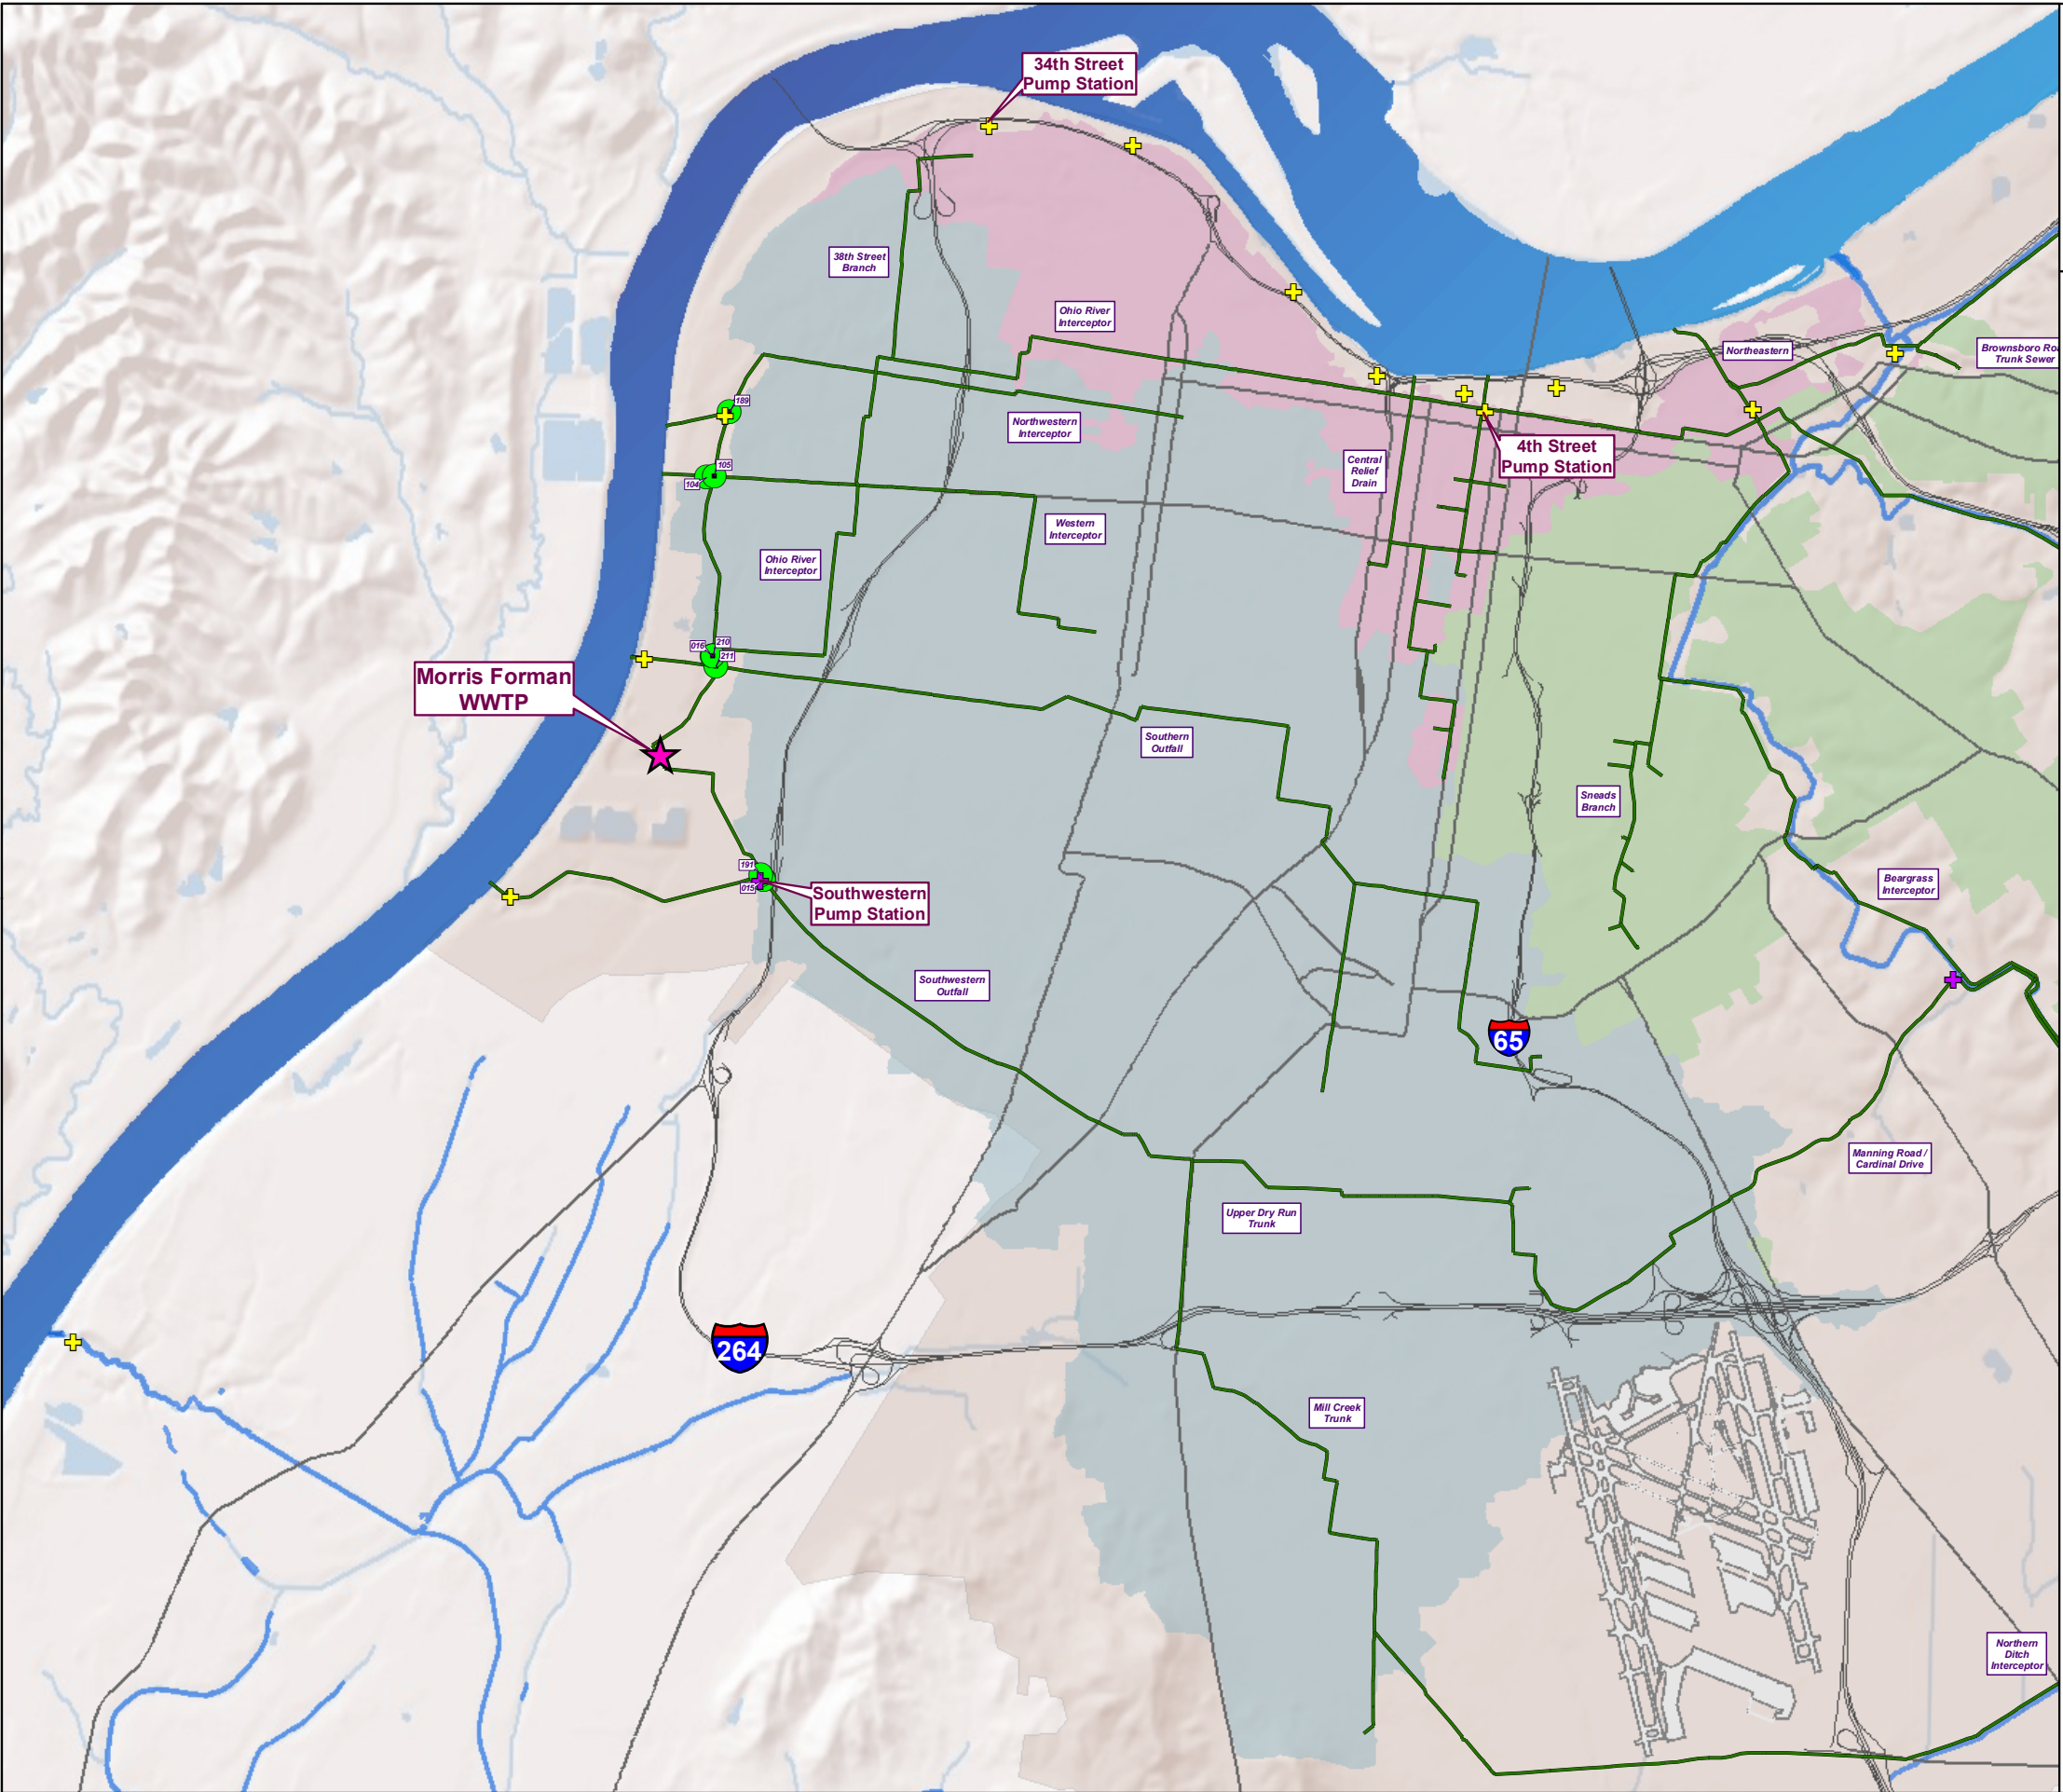 34th Street
Pump Station
38th Street
Branch
Ohio River
Interceptor
Northeastern
Brownsboro Ro
Trunk Sewer
189
Northwestern
Interceptor
4th Street
Pump Station
Central
Relief
Drain
105
104
Western
Interceptor
Ohio River
Interceptor
016
210
211
Morris Forman
WWTP
Southern
Outfall
Sneads
Branch
191
015
Southwestern
Pump Station
Beargrass
Interceptor
Southwestern
Outfall
65
Manning Road /
Cardinal Drive
Upper Dry Run
Trunk
264
Mill Creek
Trunk
Northern
Ditch
Interceptor